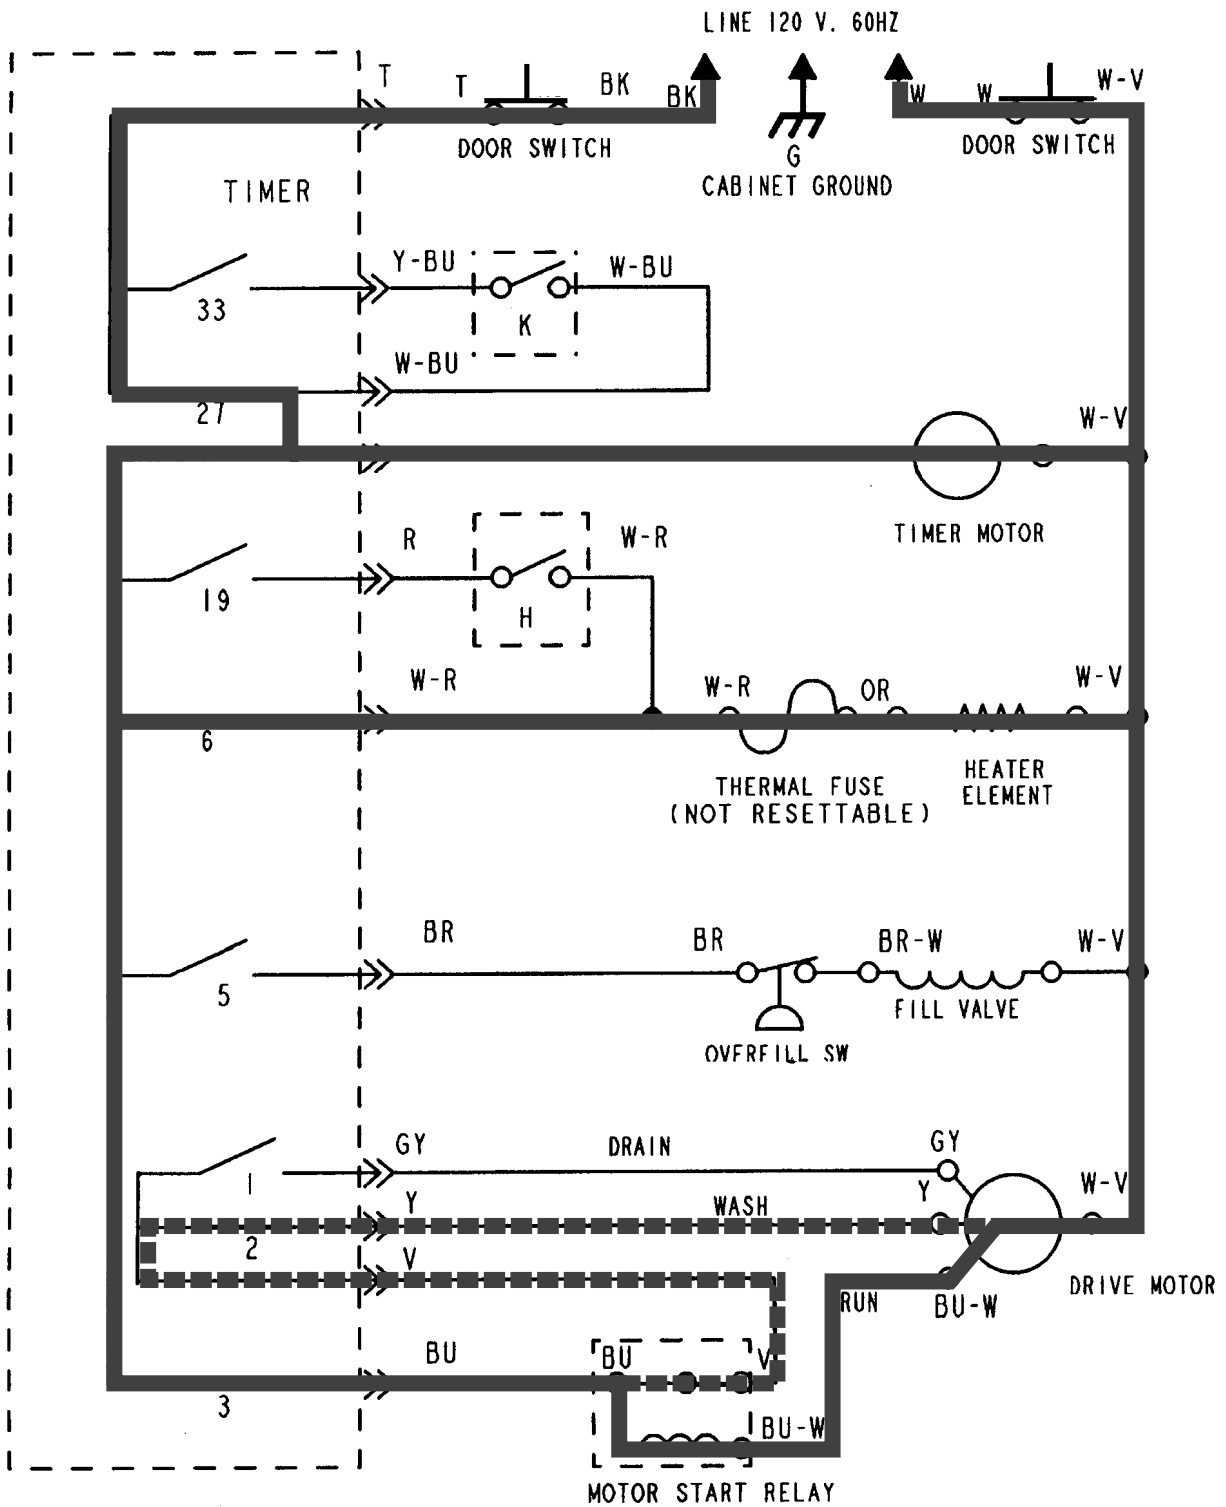 LINE 120 V. 60HZ
T
T
BK
BK
W
W
W-V
DOOR SWITCH
G
DOOR SWITCH
CABINET GROUND
TIMER
Y-BU
W-BU
33
K
W-BU
27
W-V
TIMER MOTOR
R
W-R
19
H
W-R
W-R
OR
W-V
6
THERMAL FUSE
(NOT RESETTABLE)
HEATER
ELEMENT
BR
BR
BR-W
W-V
5
FILL VALVE
OVERFILL SW
GY
DRAIN
GY
1
Y
WASH
Y
W-V
2
V
DRIVE MOTOR
RUN
BU-W
BU
BU
V
3
BU-W
MOTOR START RELAY